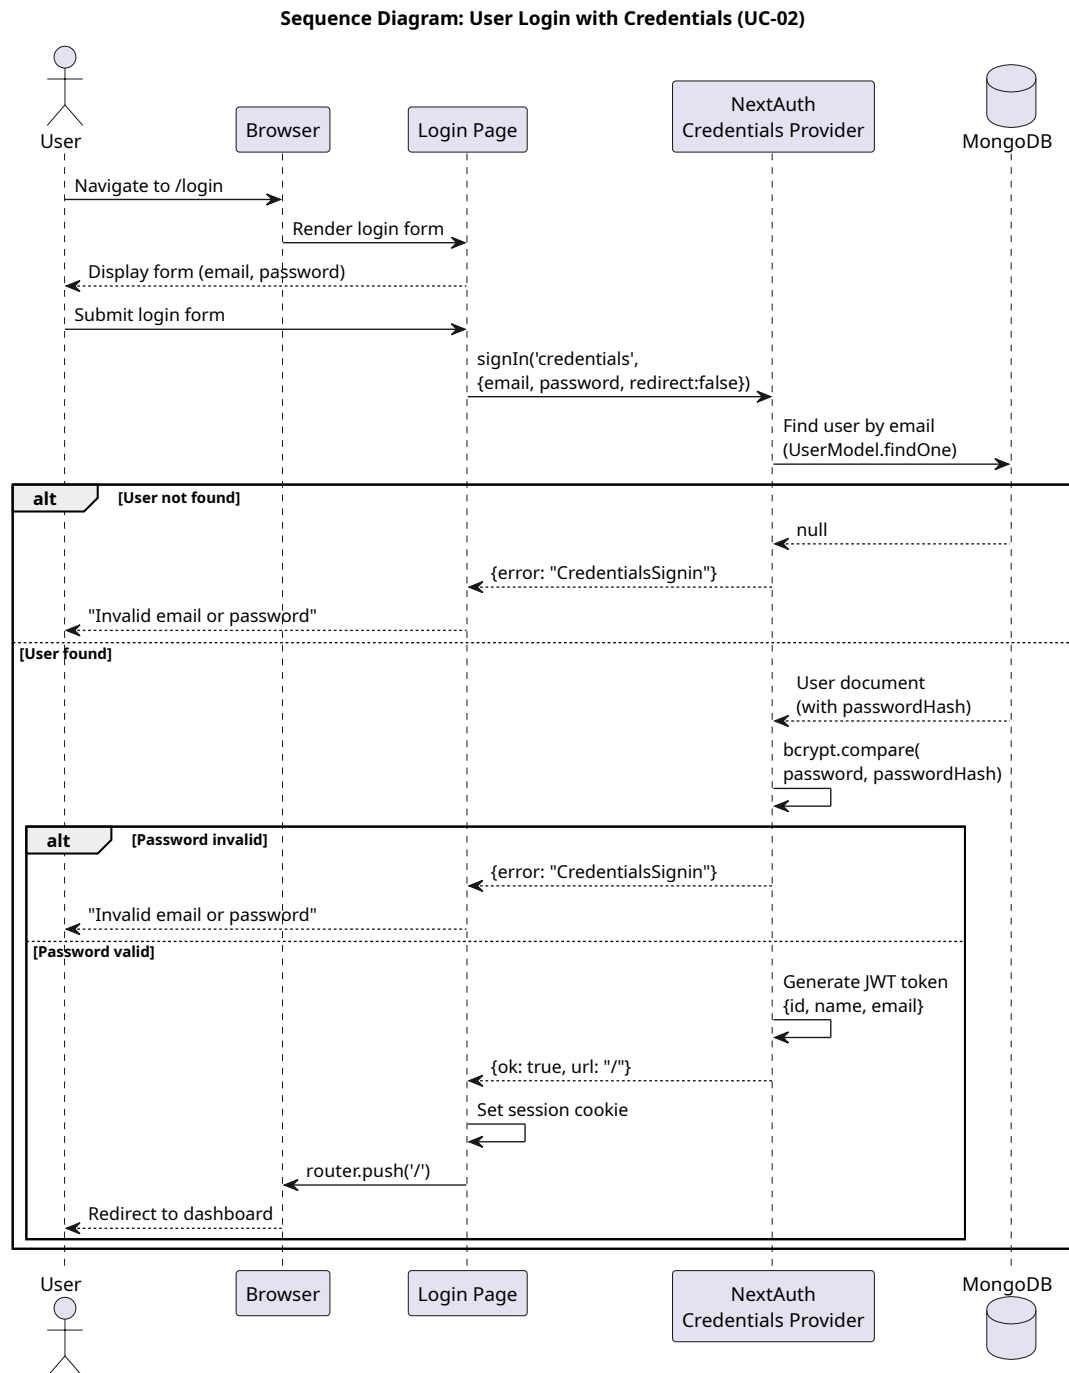 Sequence Diagram: User Login with Credentials (UC-02)
User
Browser
Login Page
NextAuth
Credentials Provider
MongoDB
Navigate to /login
Render login form
Display form (email, password)
Submit login form
signIn('credentials',
{email, password, redirect:false})
Find user by email
(UserModel.findOne)
alt [User not found]
null
{error: "CredentialsSignin"}
"Invalid email or password"
[User found]
User document
(with passwordHash)
bcrypt.compare(
password, passwordHash)
alt [Password invalid]
{error: "CredentialsSignin"}
"Invalid email or password"
[Password valid]
Generate JWT token
{id, name, email}
{ok: true, url: "/"}
Set session cookie
router.push('/')
Redirect to dashboard
User
Browser
Login Page
NextAuth
Credentials Provider
MongoDB